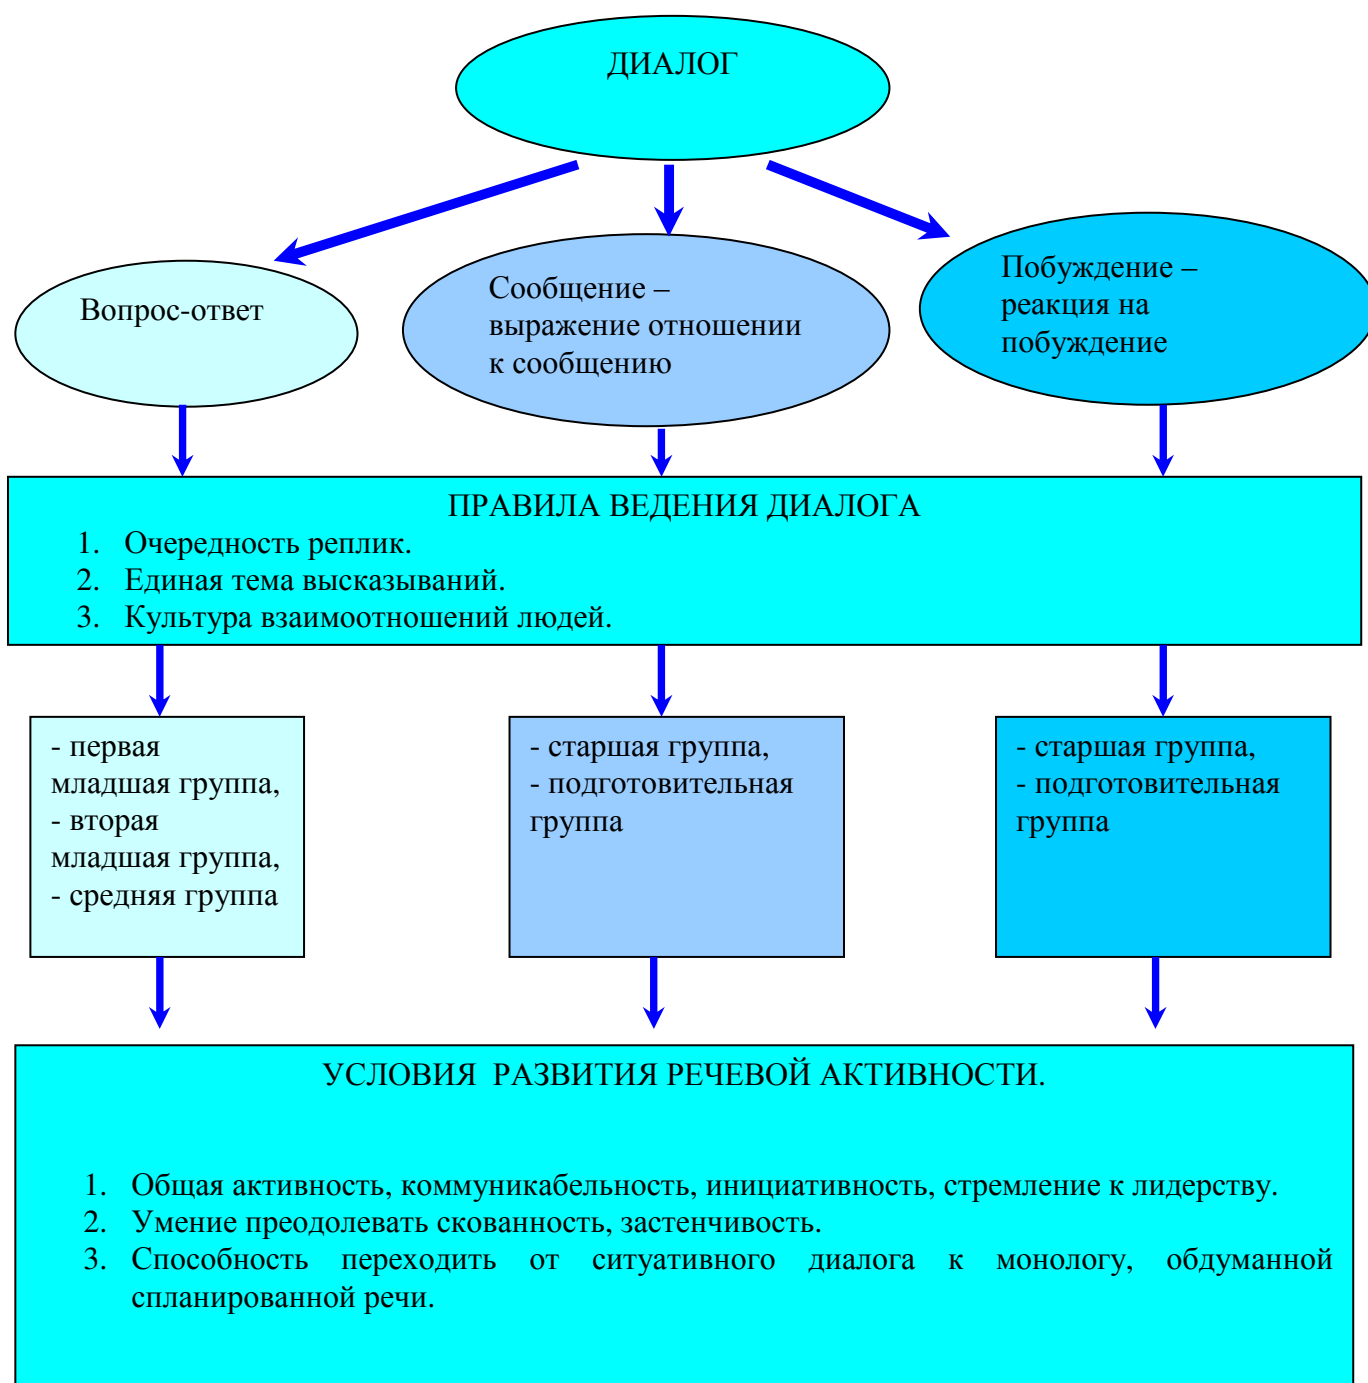 ДИАЛОГ
Вопрос-ответ
Сообщение –
выражение отношении
к сообщению
Побуждение –
реакция на
побуждение
ПРАВИЛА ВЕДЕНИЯ ДИАЛОГА
1. Очередность реплик.
2. Единая тема высказываний.
3. Культура взаимоотношений людей.
- первая
младшая группа,
- вторая
младшая группа,
- средняя группа
- старшая группа,
- подготовительная
группа
- старшая группа,
- подготовительная
группа
УСЛОВИЯ РАЗВИТИЯ РЕЧЕВОЙ АКТИВНОСТИ.
1. Общая активность, коммуникабельность, инициативность, стремление к лидерству.
2. Умение преодолевать скованность, застенчивость.
3. Способность переходить от ситуативного диалога к монологу, обдуманной
спланированной речи.